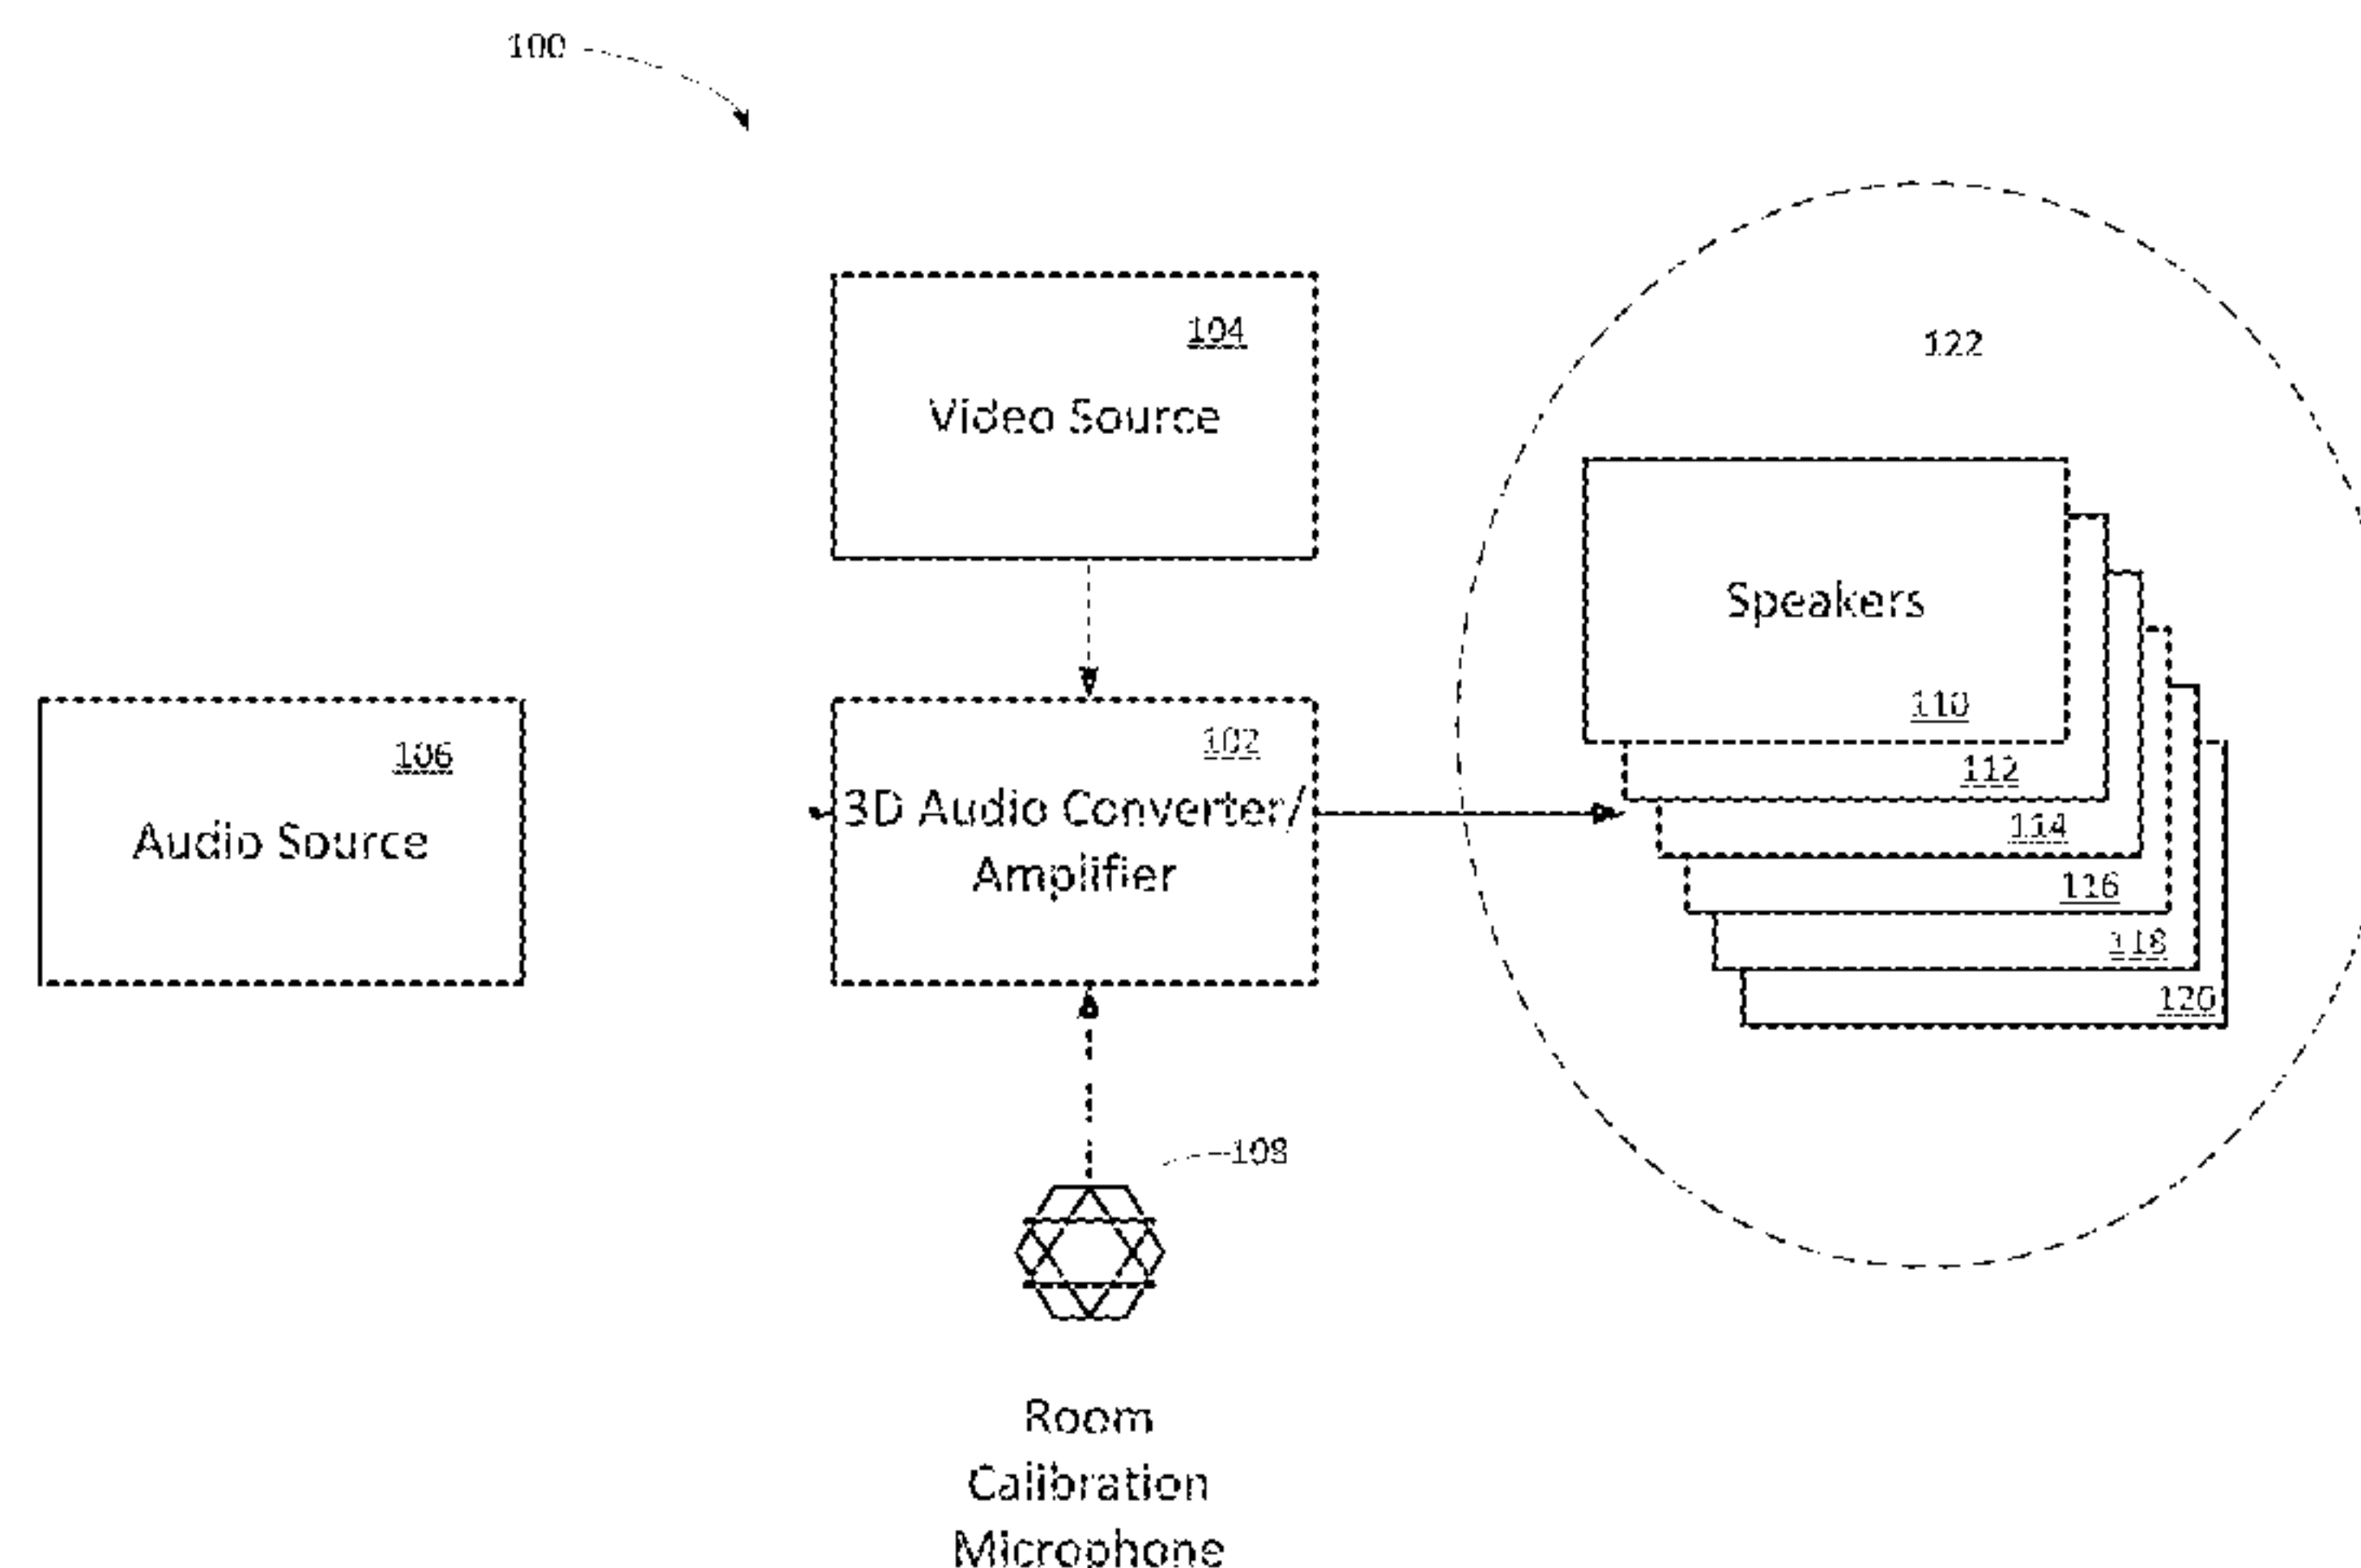 100
104
Video Source
122
Speakers
110
112
114
116
118
120
106
Audio Source
102
3D Audio Converter/
Amplifier
108
Room
Calibration
Microphone